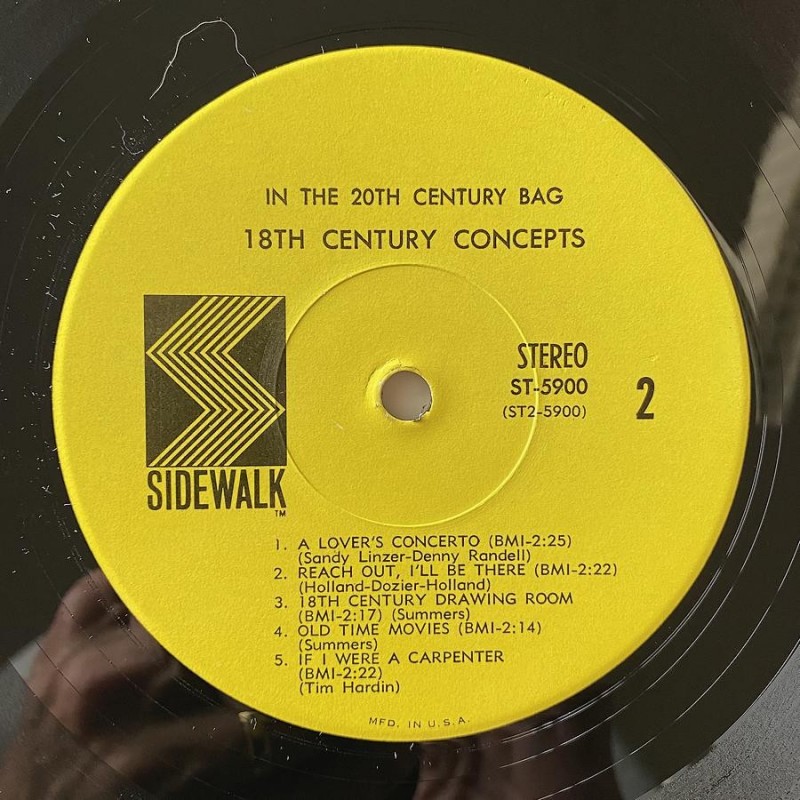 IN THE 20TH CENTURY BAG
18TH CENTURY CONCEPTS
STEREO
ST-5900
(ST2-5900)
2
SIDEWALK
TM
1. A LOVER'S CONCERTO (BMI-2:25)
(Sandy Linzer-Denny Randell)
2. REACH OUT, I'LL BE THERE (BMI-2:22)
(Holland-Dozier-Holland)
3. 18TH CENTURY DRAWING ROOM
(BMI-2:17) (Summers)
4. OLD TIME MOVIES (BMI-2:14)
(Summers)
5. IF I WERE A CARPENTER
(BMI-2:22)
(Tim Hardin)
MFD. IN U.S.A.